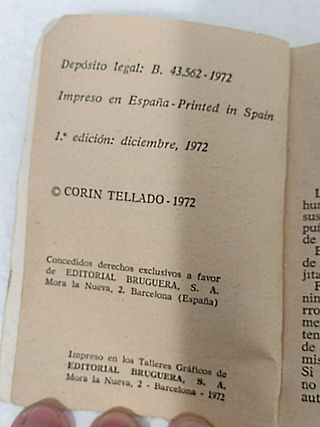 Depósito legal: B. 43.562-1972
Impreso en España - Printed in Spain
1.ª edición: diciembre, 1972
© CORIN TELLADO - 1972
Concedidos derechos exclusivos a favor
de EDITORIAL BRUGUERA, S. A.
Mora la Nueva, 2. Barcelona (España)
Impreso en los Talleres Gráficos de
EDITORIAL BRUGUERA, S. A.
Mora la Nueva, 2 - Barcelona - 1972